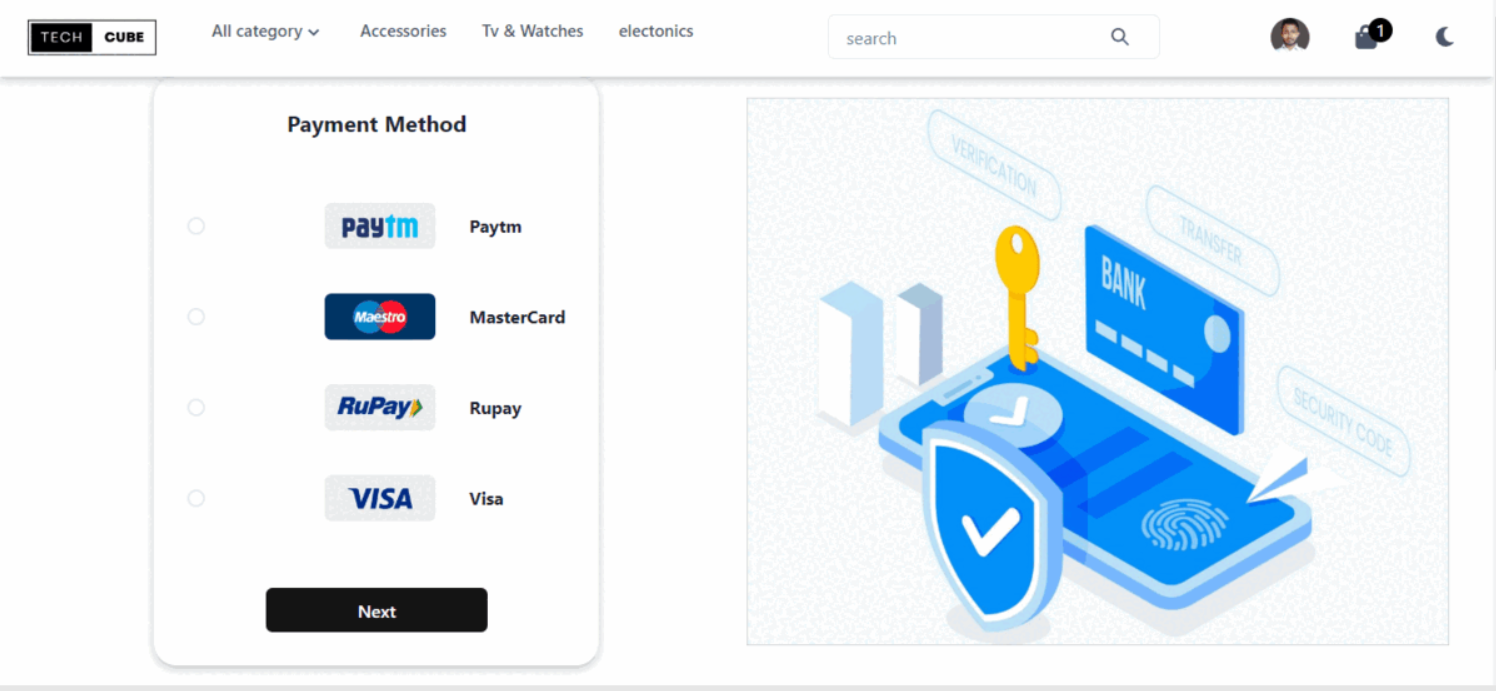 TECH CUBE
All category
Accessories
Tv & Watches
electonics
search
1
Payment Method
paytm
Paytm
Maestro
MasterCard
RuPay
Rupay
VISA
Visa
Next
VERIFICATION
TRANSFER
BANK
SECURITY CODE